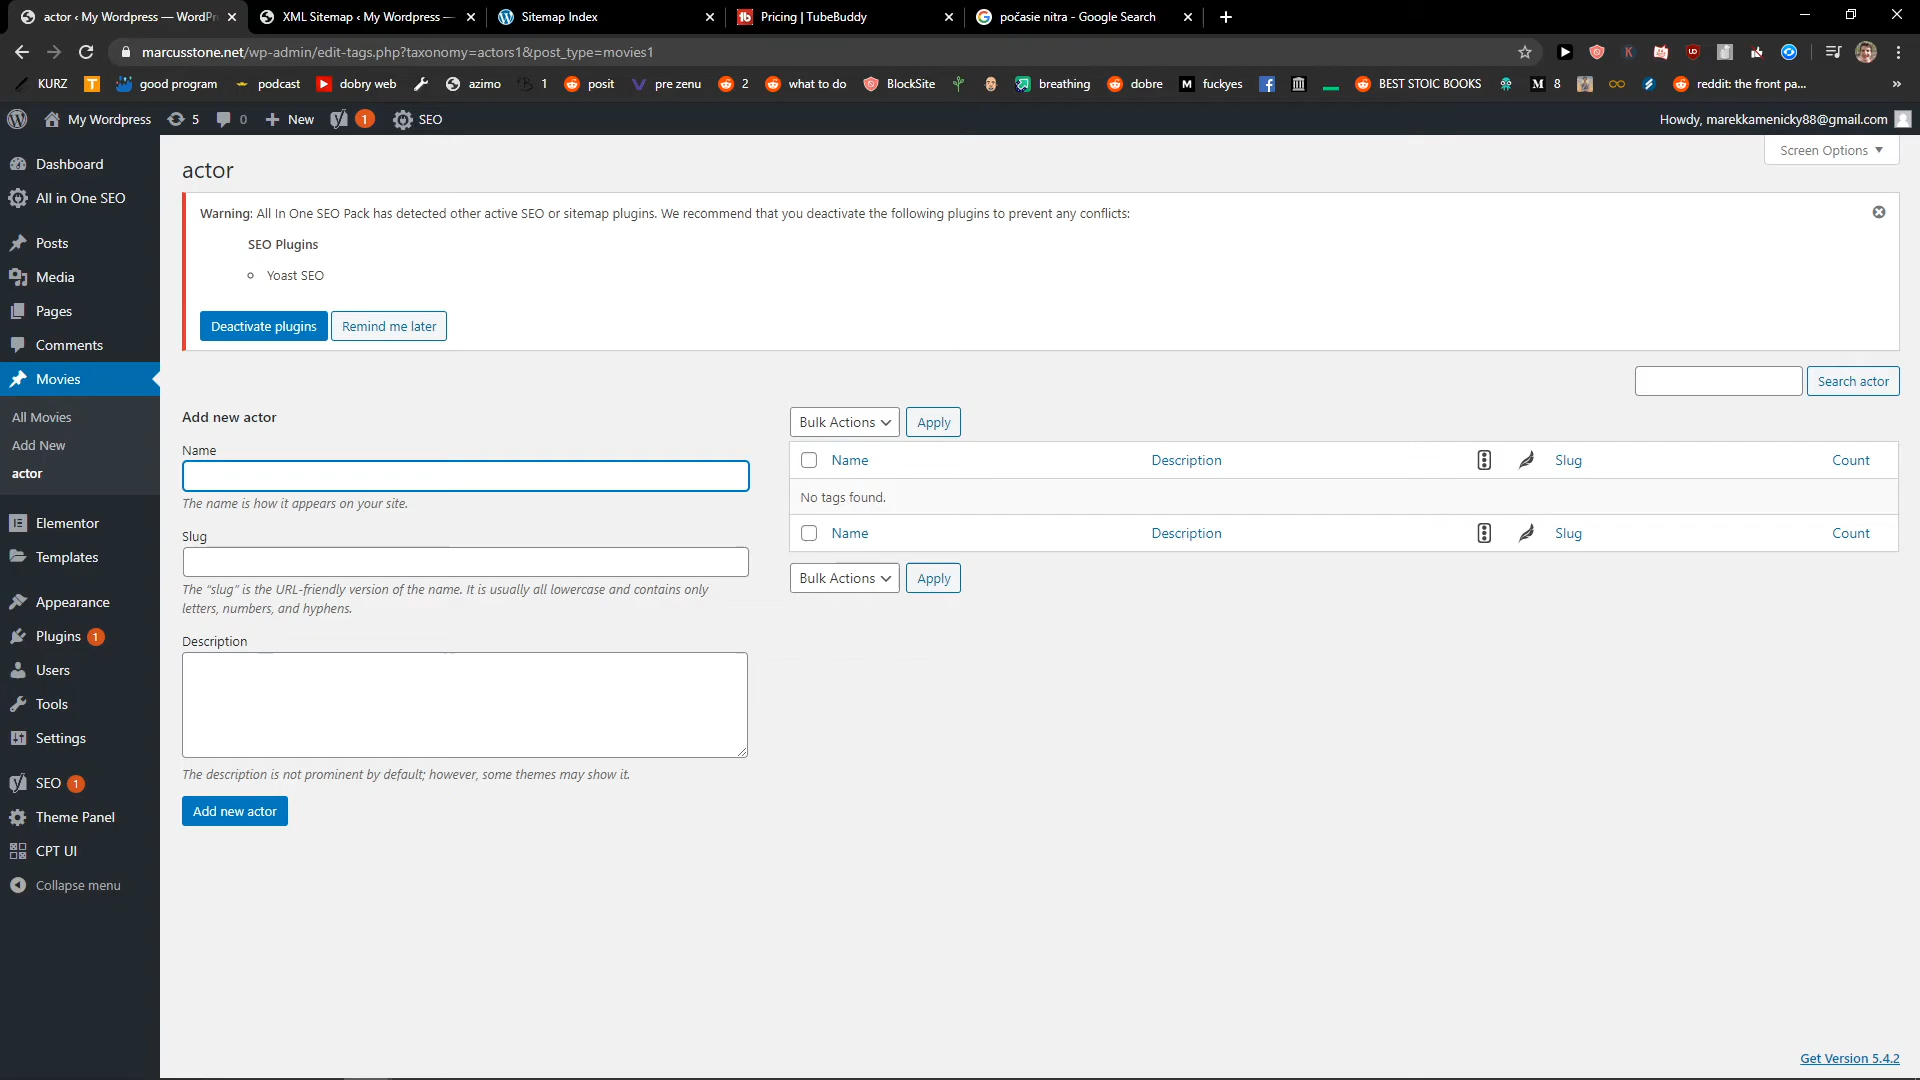 actor ‹ My Wordpress — WordPr
XML Sitemap ‹ My Wordpress —
Sitemap Index
Pricing | TubeBuddy
počasie nitra - Google Search
marcusstone.net/wp-admin/edit-tags.php?taxonomy=actors1&post_type=movies1
KURZ
good program
podcast
dobry web
azimo
1
posit
pre zenu
2
what to do
BlockSite
breathing
dobre
fuckyes
BEST STOIC BOOKS
8
reddit: the front pa...
My Wordpress
5
0
New
1
SEO
Howdy, marekkamenicky88@gmail.com
Dashboard
All in One SEO
Posts
Media
Pages
Comments
Movies
All Movies
Add New
actor
Elementor
Templates
Appearance
Plugins 1
Users
Tools
Settings
SEO 1
Theme Panel
CPT UI
Collapse menu
Screen Options
actor
Warning: All In One SEO Pack has detected other active SEO or sitemap plugins. We recommend that you deactivate the following plugins to prevent any conflicts:
SEO Plugins
Yoast SEO
Deactivate plugins
Remind me later
Search actor
Add new actor
Name
The name is how it appears on your site.
Slug
The “slug” is the URL-friendly version of the name. It is usually all lowercase and contains only
letters, numbers, and hyphens.
Description
The description is not prominent by default; however, some themes may show it.
Add new actor
Bulk Actions
Apply
Name
Description
Slug
Count
No tags found.
Name
Description
Slug
Count
Bulk Actions
Apply
Get Version 5.4.2